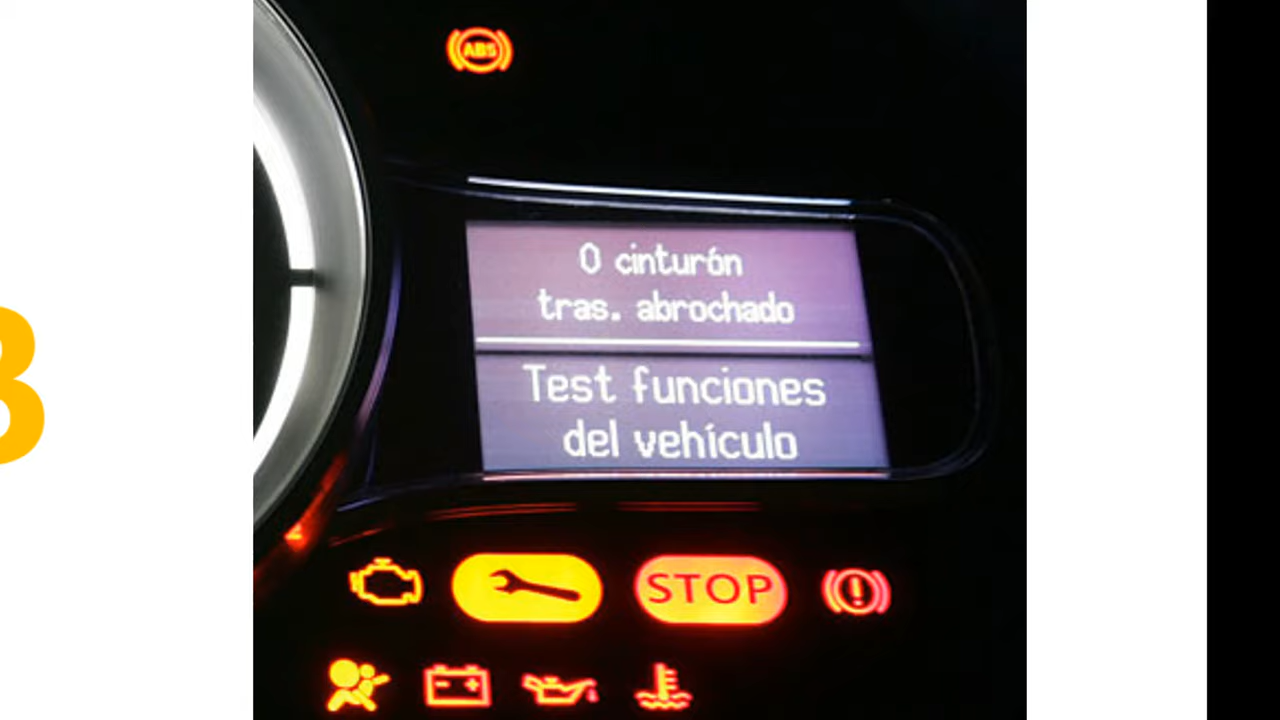 ABS
0 cinturón
tras. abrochado
Test funciones
del vehículo
STOP